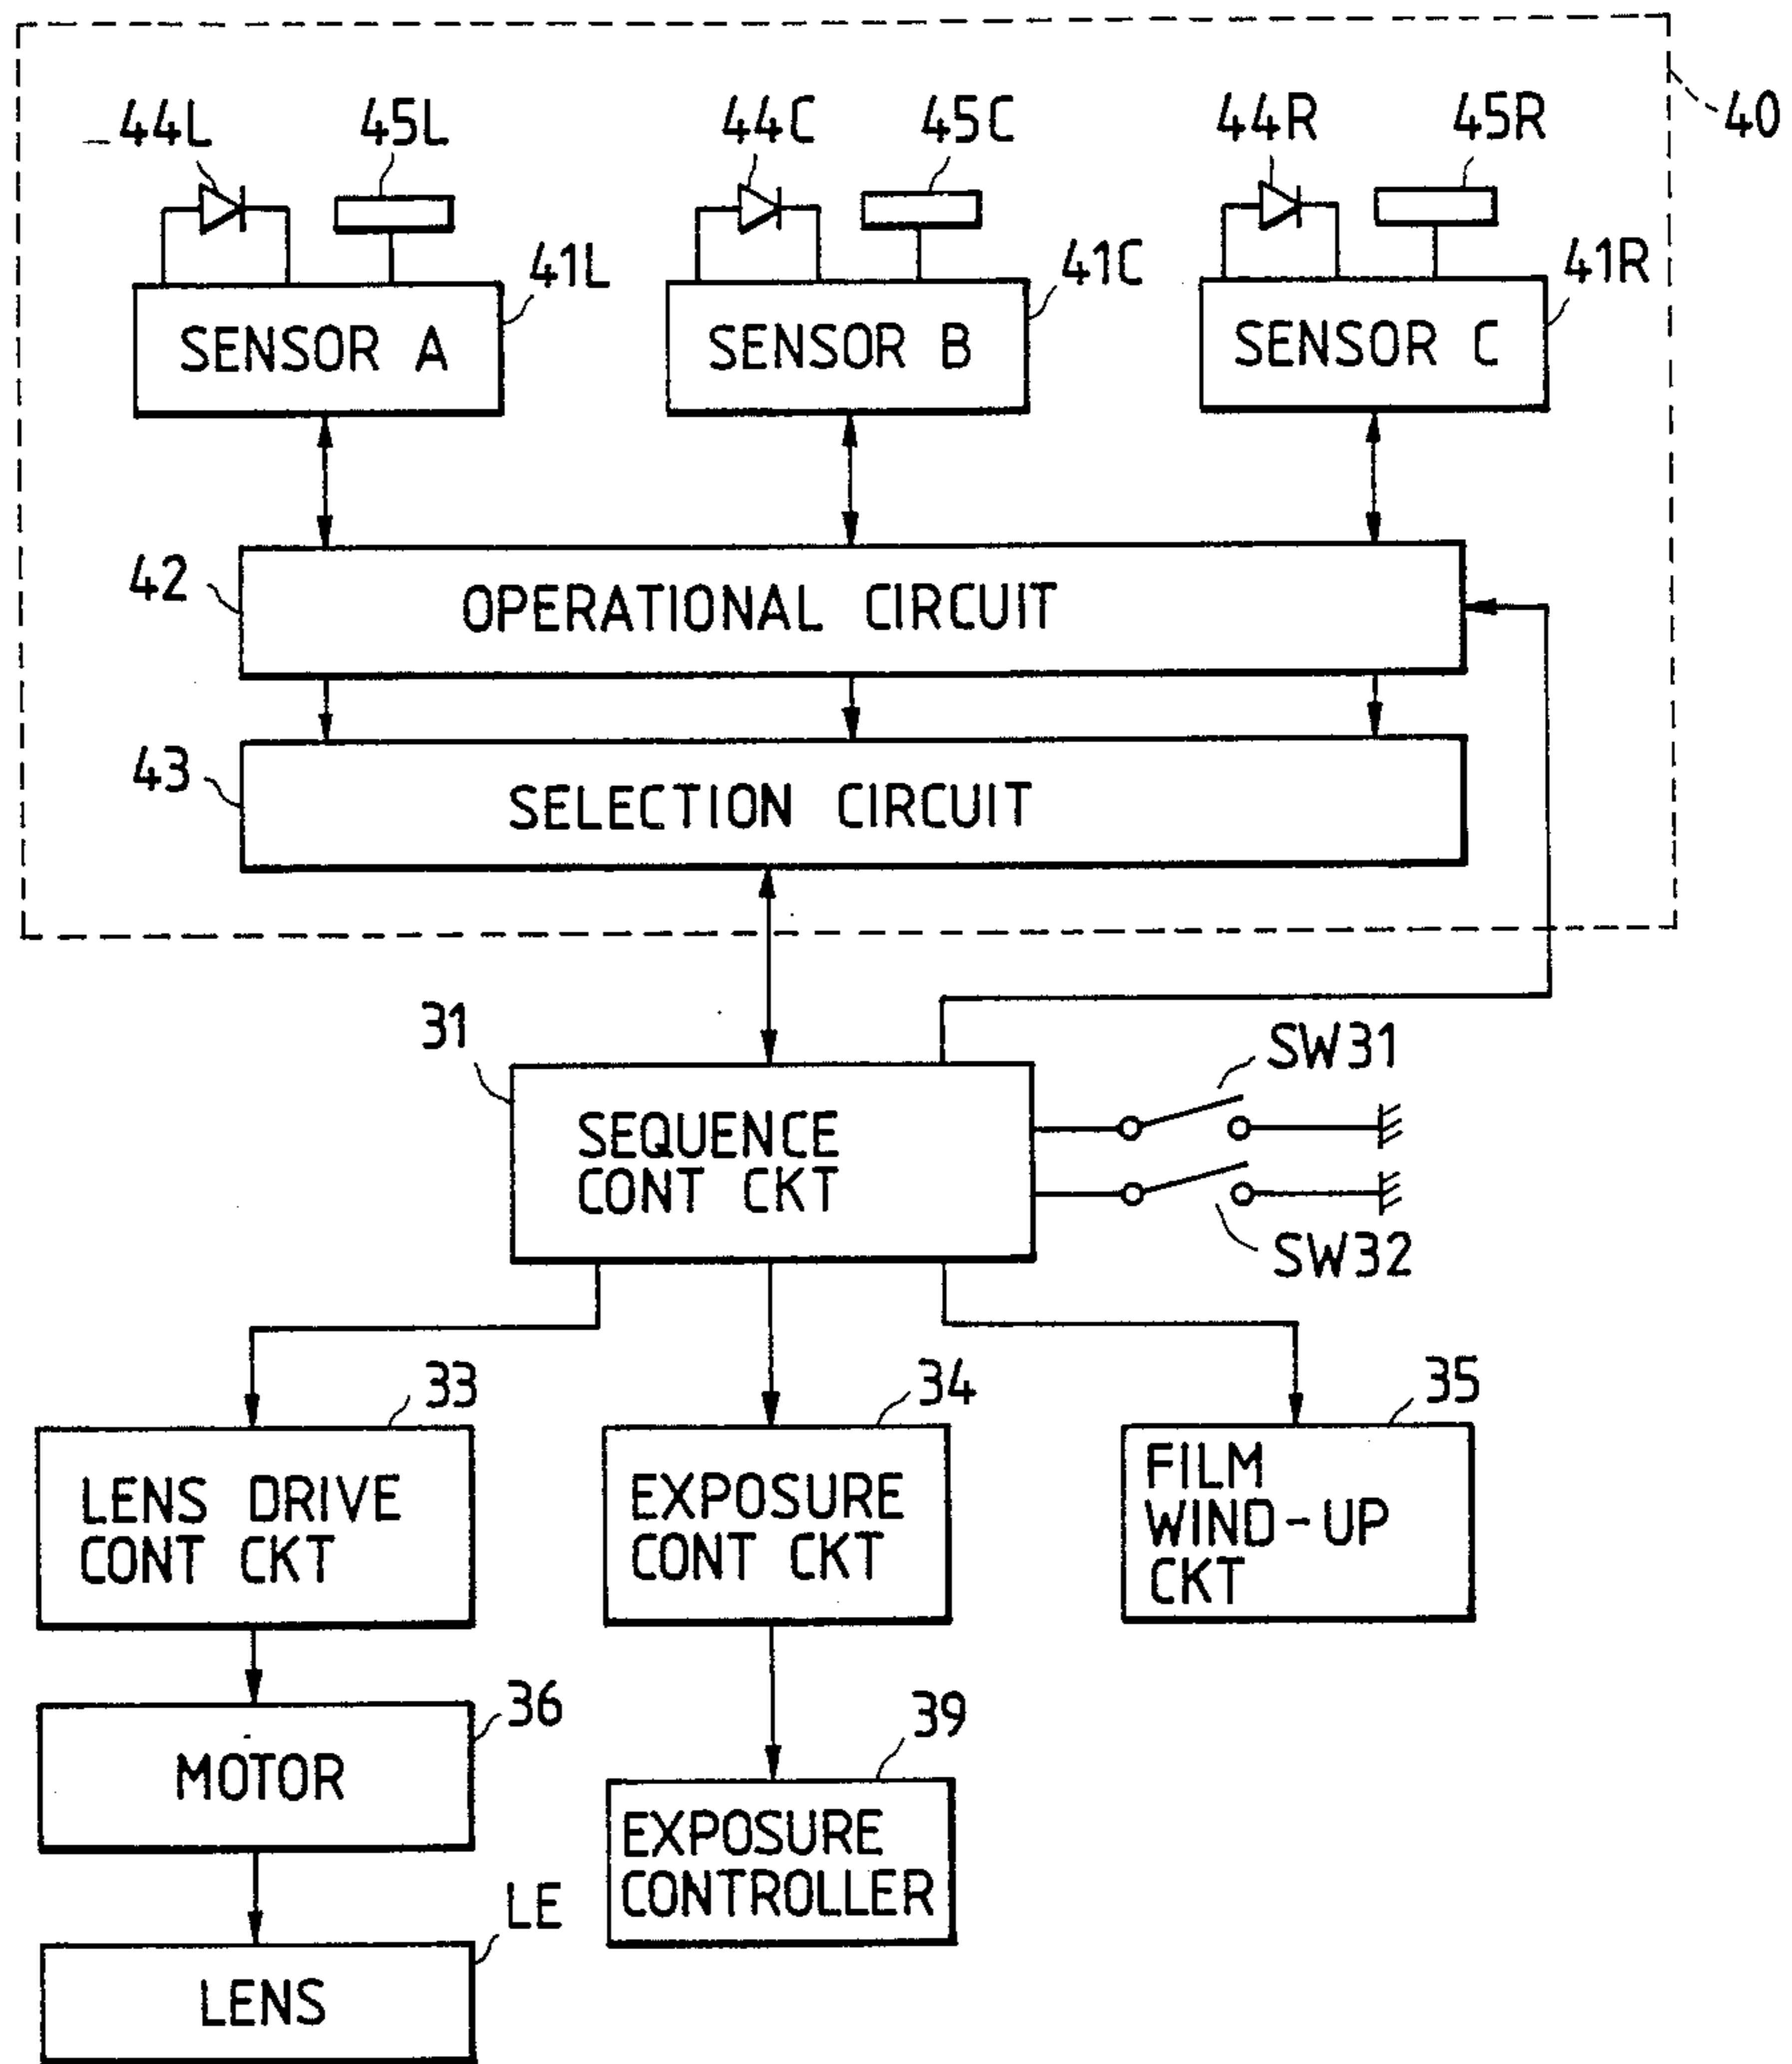 44L 45L 44C 45C 44R 45R 40
41L 41C 41R
SENSOR A SENSOR B SENSOR C
42
OPERATIONAL CIRCUIT
43
SELECTION CIRCUIT
31
SW31
SEQUENCE
CONT CKT
SW32
33 34 35
LENS DRIVE
CONT CKT
EXPOSURE
CONT CKT
FILM
WIND-UP
CKT
36
MOTOR
39
EXPOSURE
CONTROLLER
LE
LENS